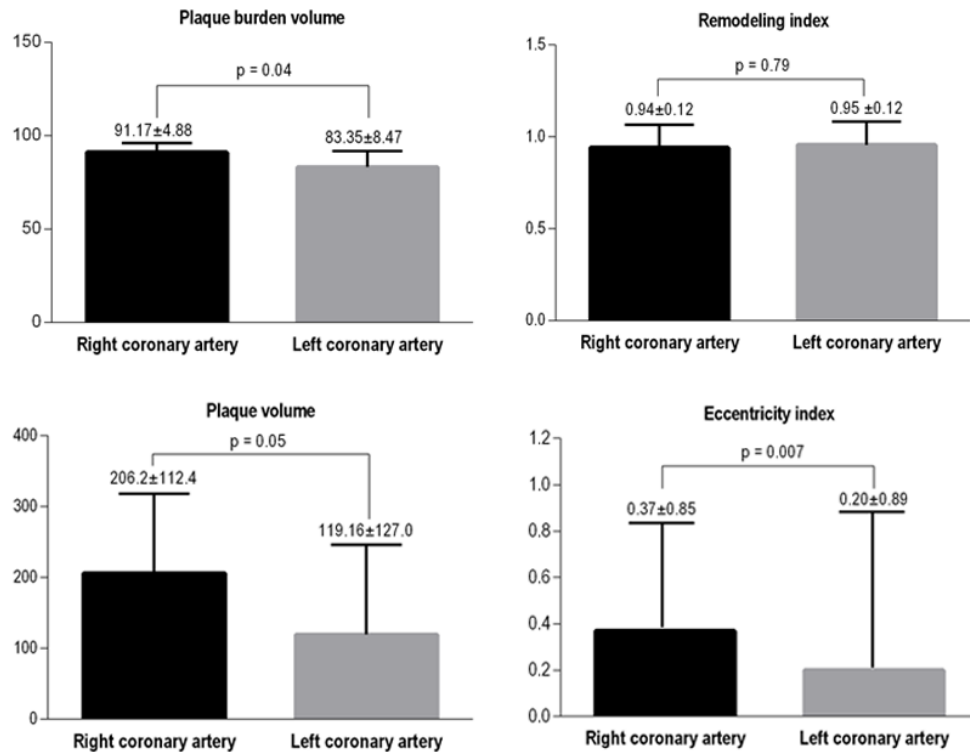 Plaque burden volume
150
p = 0.04
100
91.17±4.88
83.35±8.47
50
0
Right coronary artery
Left coronary artery
Remodeling index
1.5
p = 0.79
0.94±0.12
0.95 ±0.12
1.0
0.5
0.0
Right coronary artery
Left coronary artery
Plaque volume
400
p = 0.05
206.2±112.4
300
119.16±127.0
200
100
0
Right coronary artery
Left coronary artery
Eccentricity index
1.2
p = 0.007
1.0
0.37±0.85
0.20±0.89
0.8
0.6
0.4
0.2
0.0
Right coronary artery
Left coronary artery